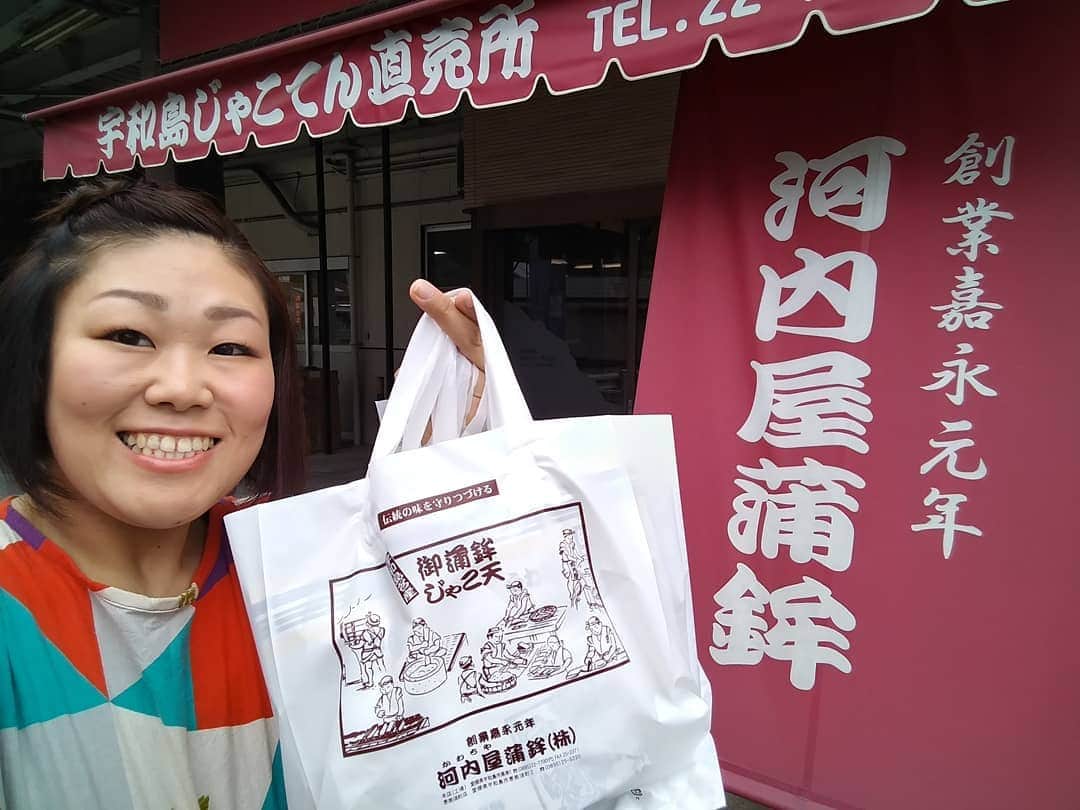 宇和島じゃこてん直売所 TEL.22
創業嘉永元年
河内屋蒲鉾
伝統の味を守りつづける
御蒲鉾
じゃこ天
創業嘉永元年
かわちや
河内屋蒲鉾(株)